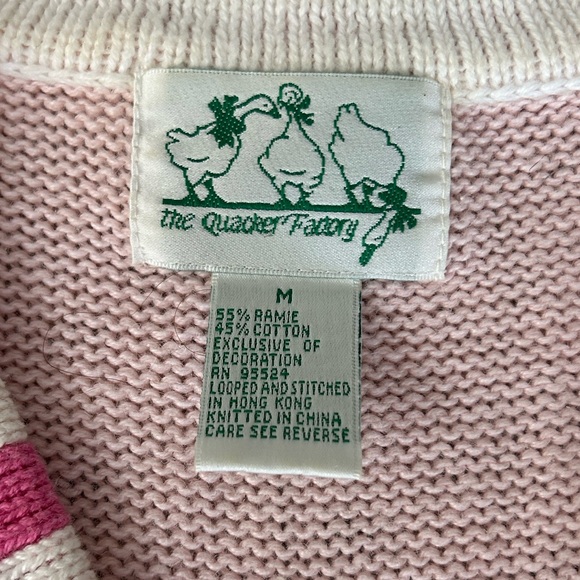 the Quacker Factory
M
55% RAMIE
45% COTTON
EXCLUSIVE OF
DECORATION
RN 95524
LOOPED AND STITCHED
IN HONG KONG
KNITTED IN CHINA
CARE SEE REVERSE